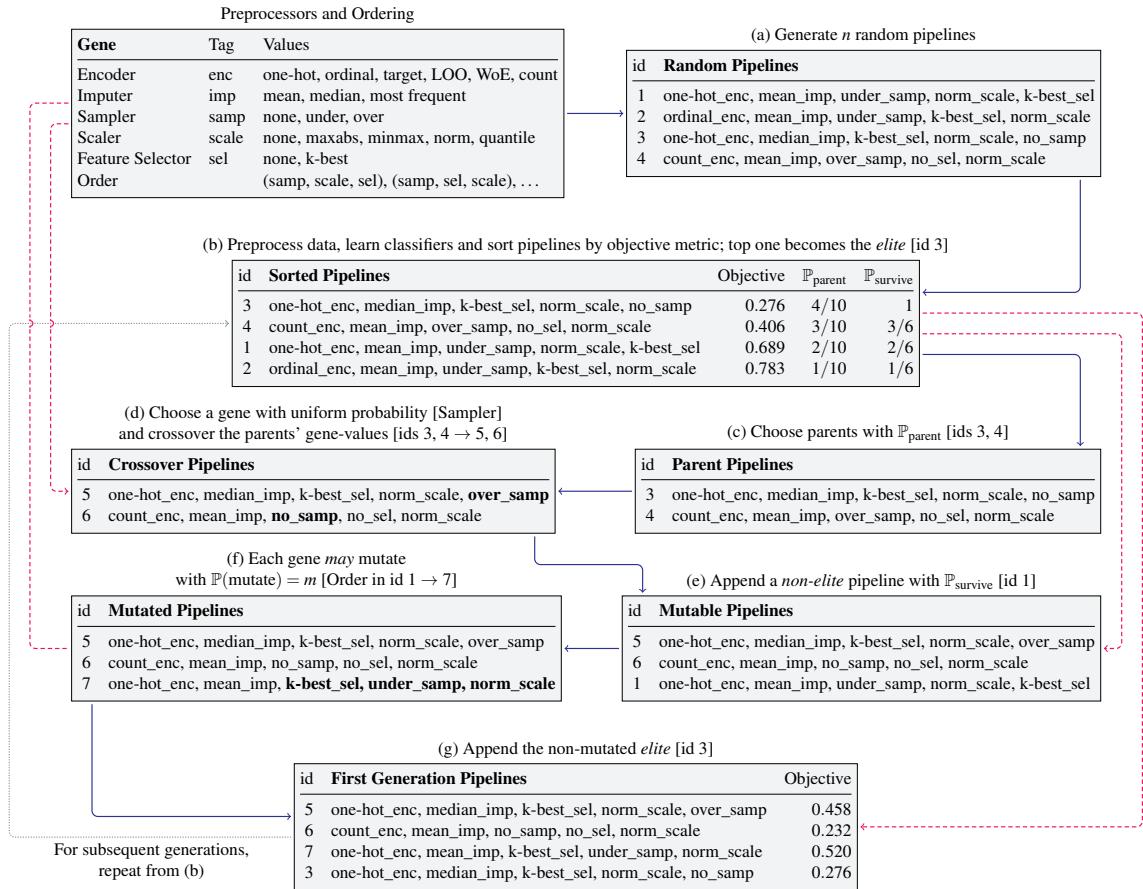 Preprocessors and Ordering
Gene Tag Values
Encoder enc one-hot, ordinal, target, LOO, WoE, count
Imputer imp mean, median, most frequent
Sampler samp none, under, over
Scaler scale none, maxabs, minmax, norm, quantile
Feature Selector sel none, k-best
Order (samp, scale, sel), (samp, sel, scale), …
(a) Generate n random pipelines
id Random Pipelines
1 one-hot_enc, mean_imp, under_samp, norm_scale, k-best_sel
2 ordinal_enc, mean_imp, under_samp, k-best_sel, norm_scale
3 one-hot_enc, median_imp, k-best_sel, norm_scale, no_samp
4 count_enc, mean_imp, over_samp, no_sel, norm_scale
(b) Preprocess data, learn classifiers and sort pipelines by objective metric; top one becomes the elite [id 3]
id Sorted Pipelines Objective ℙparent ℙsurvive
3 one-hot_enc, median_imp, k-best_sel, norm_scale, no_samp 0.276 4/10 1
4 count_enc, mean_imp, over_samp, no_sel, norm_scale 0.406 3/10 3/6
1 one-hot_enc, mean_imp, under_samp, norm_scale, k-best_sel 0.689 2/10 2/6
2 ordinal_enc, mean_imp, under_samp, k-best_sel, norm_scale 0.783 1/10 1/6
(c) Choose parents with ℙparent [ids 3, 4]
id Parent Pipelines
3 one-hot_enc, median_imp, k-best_sel, norm_scale, no_samp
4 count_enc, mean_imp, over_samp, no_sel, norm_scale
(d) Choose a gene with uniform probability [Sampler]
and crossover the parents' gene-values [ids 3, 4 → 5, 6]
id Crossover Pipelines
5 one-hot_enc, median_imp, k-best_sel, norm_scale, over_samp
6 count_enc, mean_imp, no_samp, no_sel, norm_scale
(e) Append a non-elite pipeline with ℙsurvive [id 1]
id Mutable Pipelines
5 one-hot_enc, median_imp, k-best_sel, norm_scale, over_samp
6 count_enc, mean_imp, no_samp, no_sel, norm_scale
1 one-hot_enc, mean_imp, under_samp, norm_scale, k-best_sel
(f) Each gene may mutate
with ℙ(mutate) = m [Order in id 1 → 7]
id Mutated Pipelines
5 one-hot_enc, median_imp, k-best_sel, norm_scale, over_samp
6 count_enc, mean_imp, no_samp, no_sel, norm_scale
7 one-hot_enc, mean_imp, k-best_sel, under_samp, norm_scale
(g) Append the non-mutated elite [id 3]
id First Generation Pipelines Objective
5 one-hot_enc, median_imp, k-best_sel, norm_scale, over_samp 0.458
6 count_enc, mean_imp, no_samp, no_sel, norm_scale 0.232
7 one-hot_enc, mean_imp, k-best_sel, under_samp, norm_scale 0.520
3 one-hot_enc, median_imp, k-best_sel, norm_scale, no_samp 0.276
For subsequent generations,
repeat from (b)